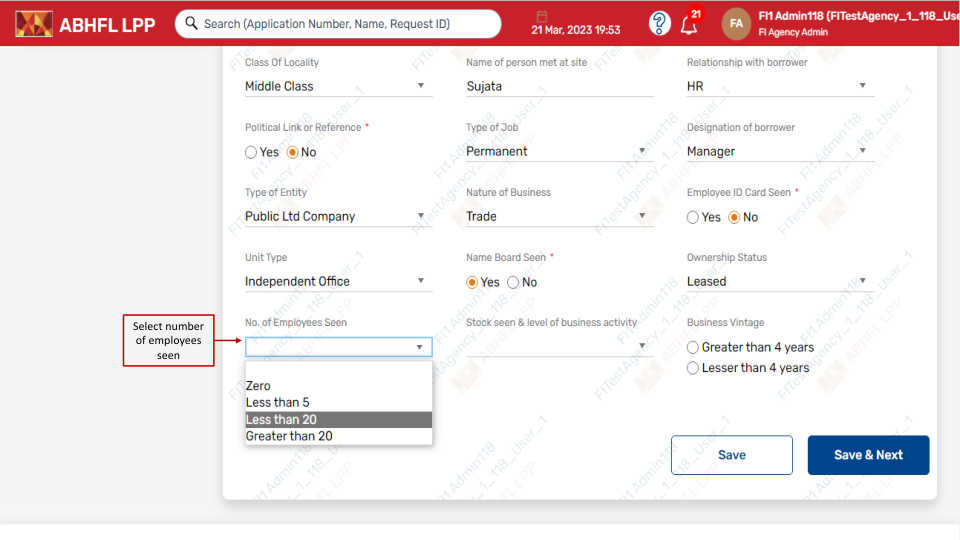 ABHFL LPP
Search (Application Number, Name, Request ID)
21 Mar, 2023 19:53
21
FA
FI1 Admin118 (FITestAgency_1_118_Use
FI Agency Admin
Class Of Locality
Name of person met at site
Relationship with borrower
Middle Class
Sujata
HR
Political Link or Reference *
Type of Job
Designation of borrower
Yes No
Permanent
Manager
Type of Entity
Nature of Business
Employee ID Card Seen *
Public Ltd Company
Trade
Yes No
Unit Type
Name Board Seen *
Ownership Status
Independent Office
Yes No
Leased
Select number
of employees
seen
No. of Employees Seen
Stock seen & level of business activity
Business Vintage
Greater than 4 years
Lesser than 4 years
Zero
Less than 5
Less than 20
Greater than 20
Save
Save & Next